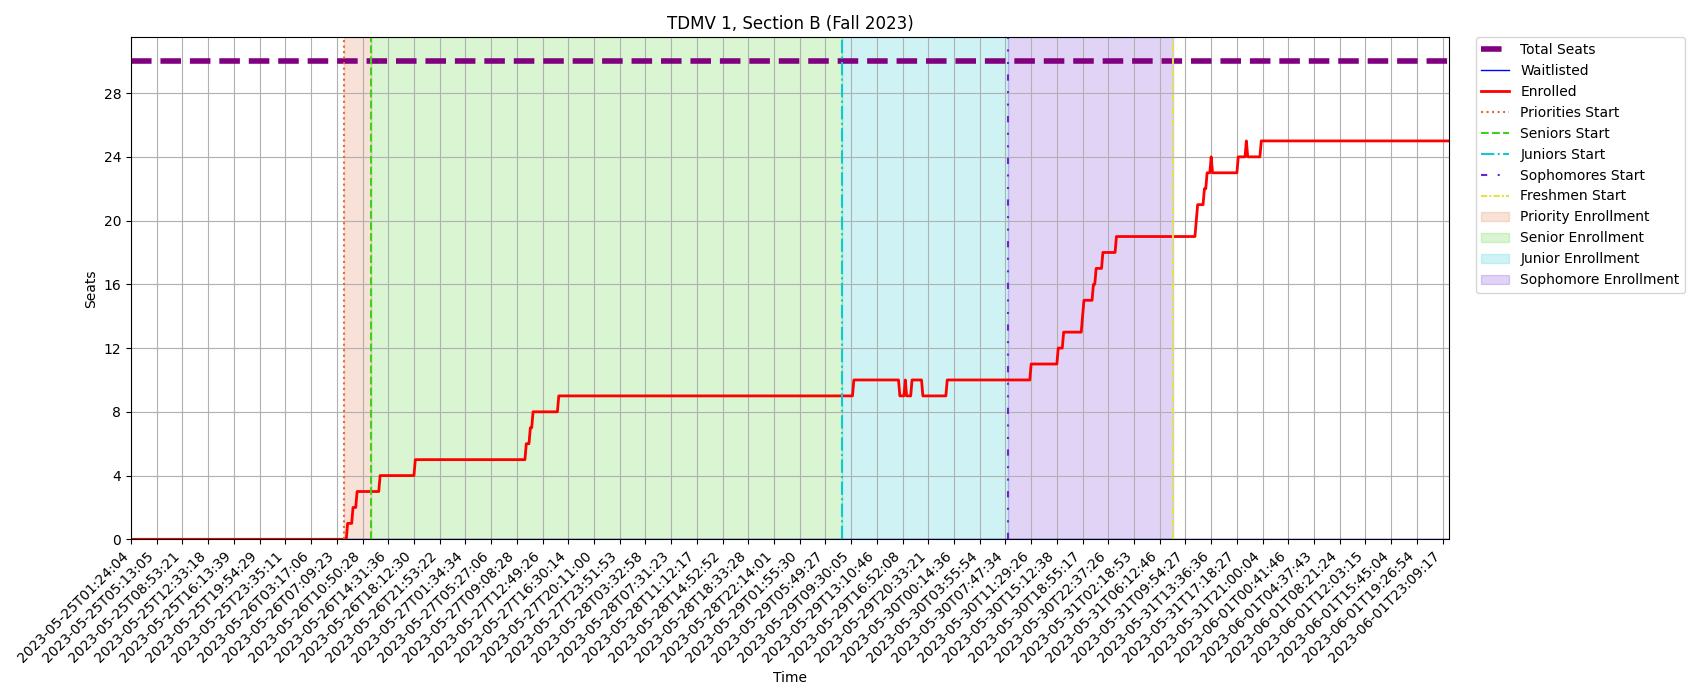 TDMV 1, Section B (Fall 2023)
Total Seats
Waitlisted
Enrolled
Priorities Start
Seniors Start
Juniors Start
Sophomores Start
Freshmen Start
Priority Enrollment
Senior Enrollment
Junior Enrollment
Sophomore Enrollment
Seats
28
24
20
16
12
8
4
0
2023-05-25T01:24:04
2023-05-25T05:13:05
2023-05-25T08:53:21
2023-05-25T12:33:18
2023-05-25T16:13:39
2023-05-25T19:54:29
2023-05-25T23:35:11
2023-05-26T03:17:06
2023-05-26T07:09:23
2023-05-26T10:50:28
2023-05-26T14:31:36
2023-05-26T18:12:30
2023-05-26T21:53:22
2023-05-27T01:34:34
2023-05-27T05:27:06
2023-05-27T09:08:28
2023-05-27T12:49:26
2023-05-27T16:30:14
2023-05-27T20:11:00
2023-05-27T23:51:53
2023-05-28T03:32:58
2023-05-28T07:31:23
2023-05-28T11:12:17
2023-05-28T14:52:52
2023-05-28T18:33:28
2023-05-28T22:14:01
2023-05-29T01:55:30
2023-05-29T05:49:27
2023-05-29T09:30:05
2023-05-29T13:10:46
2023-05-29T16:52:08
2023-05-29T20:33:21
2023-05-30T00:14:36
2023-05-30T03:55:54
2023-05-30T07:47:34
2023-05-30T11:29:26
2023-05-30T15:12:38
2023-05-30T18:55:17
2023-05-30T22:37:26
2023-05-31T02:18:53
2023-05-31T06:12:46
2023-05-31T09:54:27
2023-05-31T13:36:36
2023-05-31T17:18:27
2023-05-31T21:00:04
2023-06-01T00:41:46
2023-06-01T04:37:43
2023-06-01T08:21:24
2023-06-01T12:03:15
2023-06-01T15:45:04
2023-06-01T19:26:54
2023-06-01T23:09:17
Time